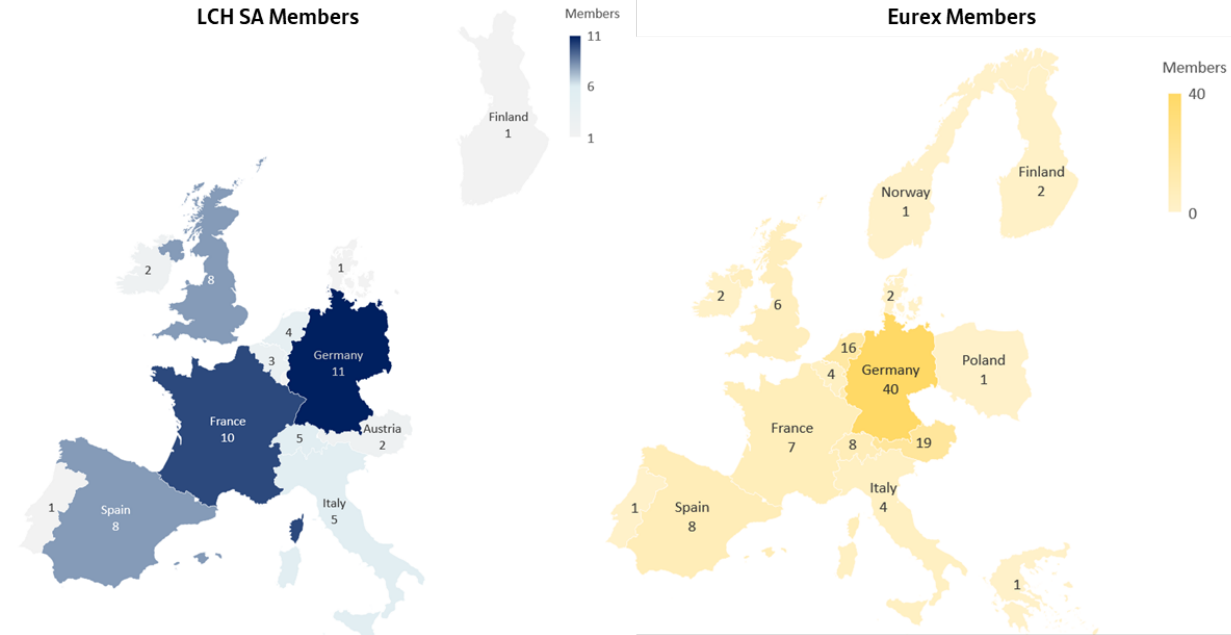 LCH SA Members
Members
11
6
1
Finland
1
2
8
1
4
3
Germany
11
France
10
5
Austria
2
1
Spain
8
Italy
5
Eurex Members
Members
40
0
Norway
1
Finland
2
2
6
2
16
4
Germany
40
Poland
1
France
7
8
19
Italy
4
1
Spain
8
1